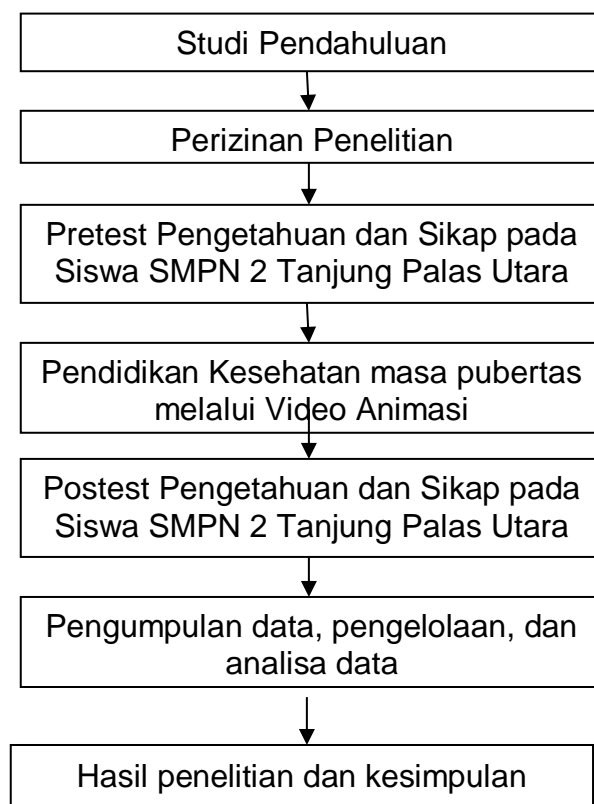 Studi Pendahuluan
Perizinan Penelitian
Pretest Pengetahuan dan Sikap pada
Siswa SMPN 2 Tanjung Palas Utara
Pendidikan Kesehatan masa pubertas
melalui Video Animasi
Postest Pengetahuan dan Sikap pada
Siswa SMPN 2 Tanjung Palas Utara
Pengumpulan data, pengelolaan, dan
analisa data
Hasil penelitian dan kesimpulan